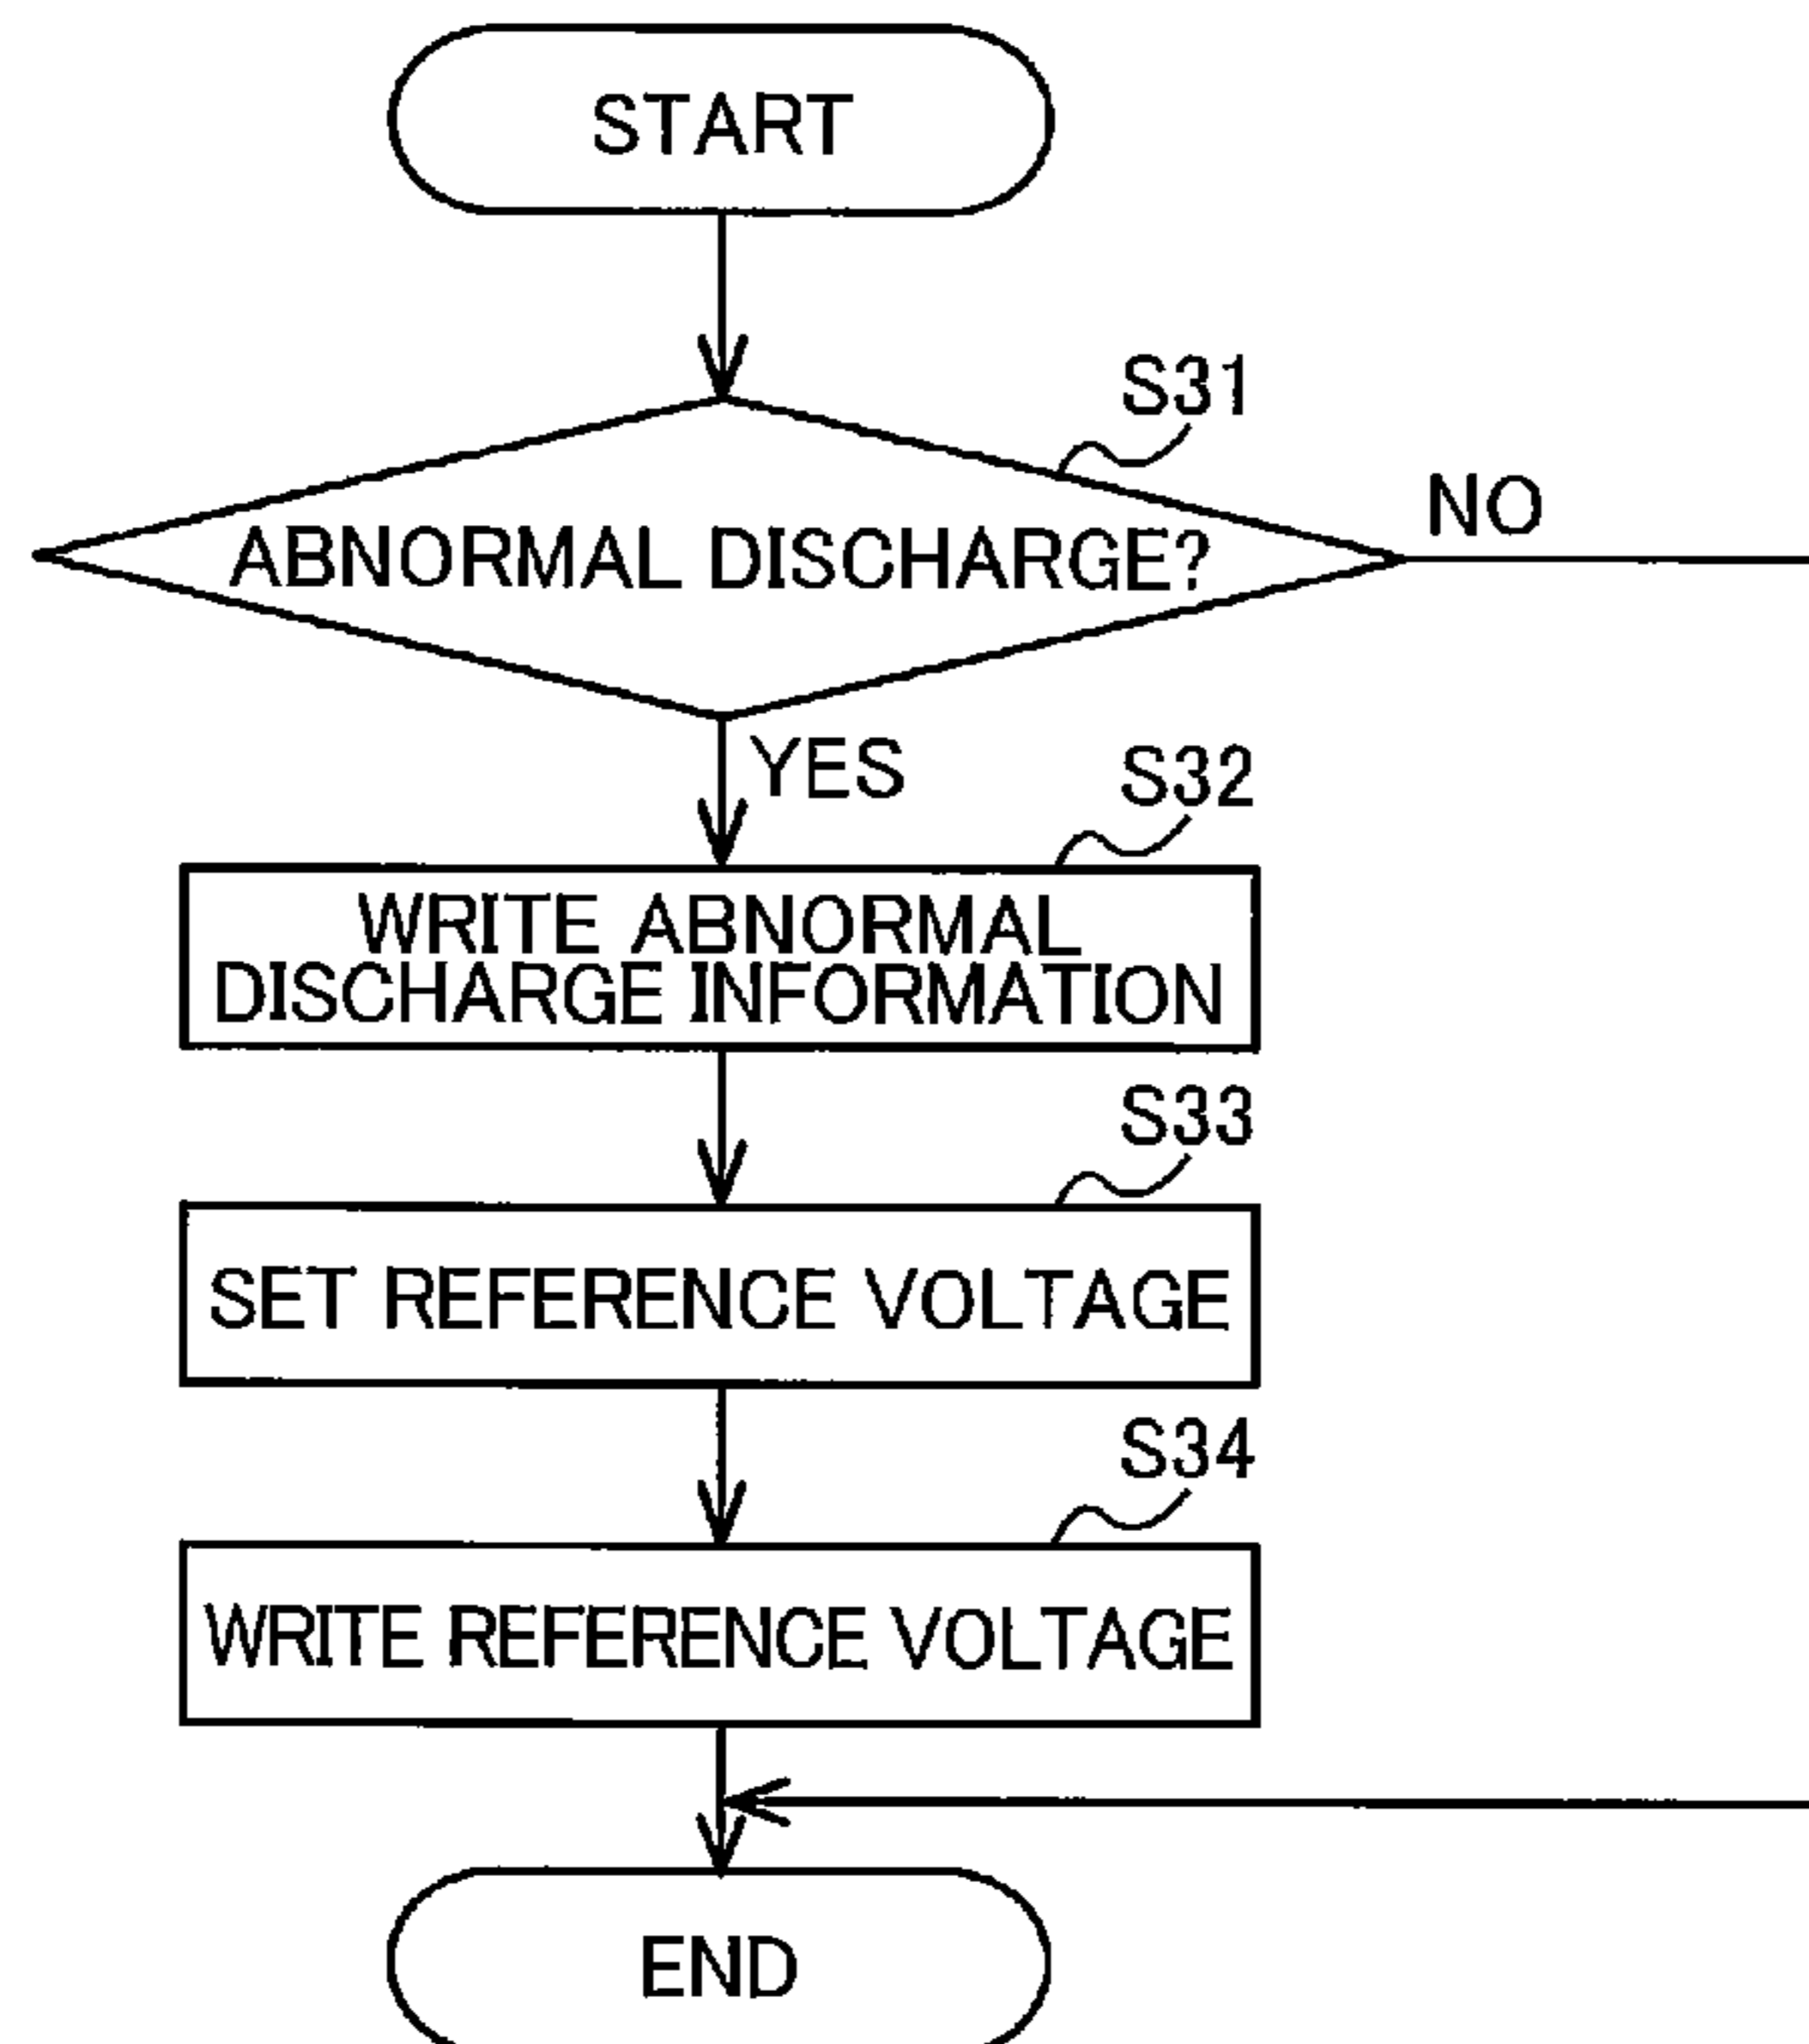 START
S31
NO
ABNORMAL DISCHARGE?
YES
S32
WRITE ABNORMAL
DISCHARGE INFORMATION
S33
SET REFERENCE VOLTAGE
S34
WRITE REFERENCE VOLTAGE
END